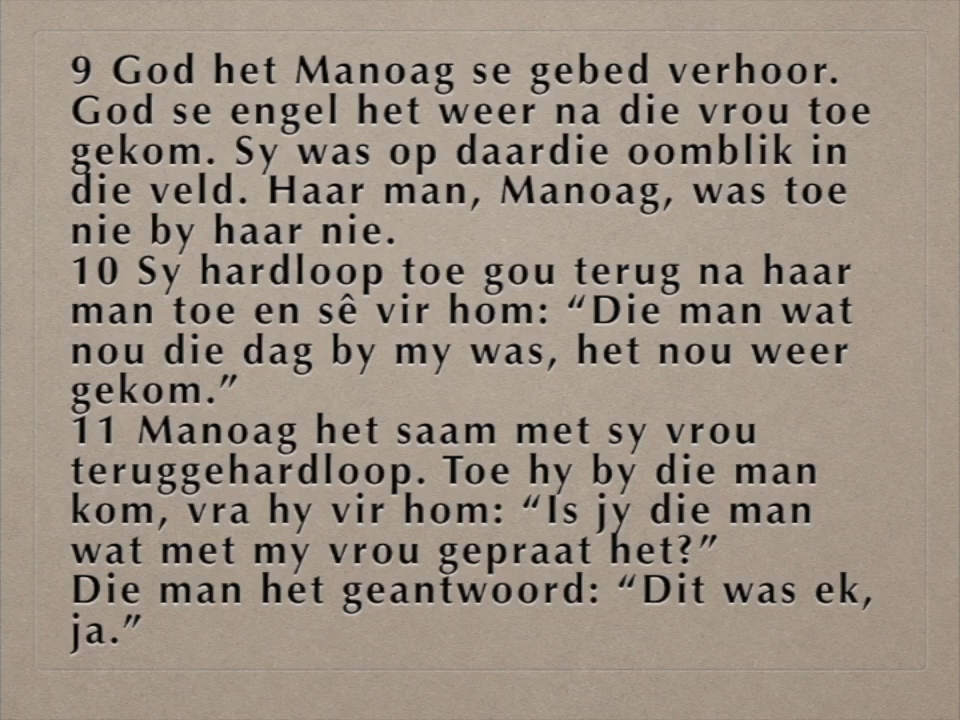 9 God het Manoag se gebed verhoor.
God se engel het weer na die vrou toe
gekom. Sy was op daardie oomblik in
die veld. Haar man, Manoag, was toe
nie by haar nie.
10 Sy hardloop toe gou terug na haar
man toe en sê vir hom: “Die man wat
nou die dag by my was, het nou weer
gekom.”
11 Manoag het saam met sy vrou
teruggehardloop. Toe hy by die man
kom, vra hy vir hom: “Is jy die man
wat met my vrou gepraat het?”
Die man het geantwoord: “Dit was ek,
ja.”